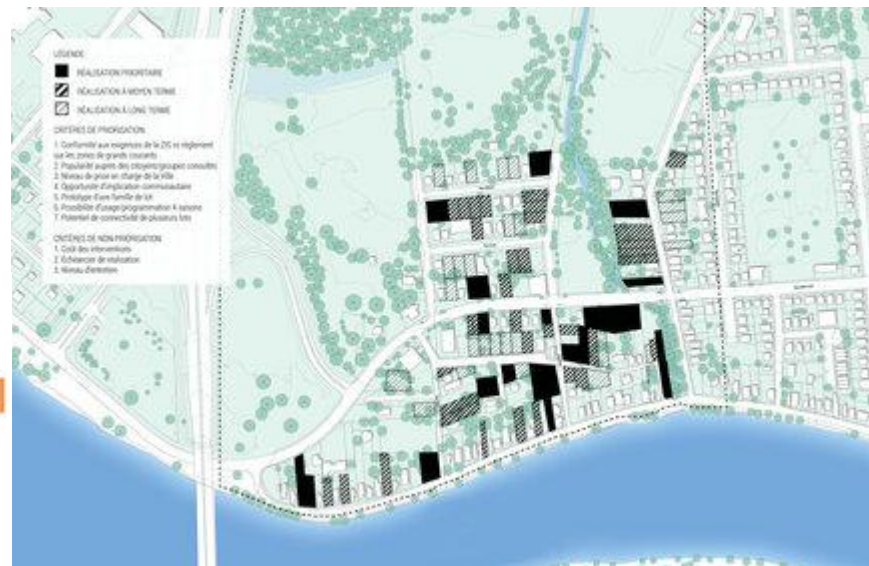 LÉGENDE
RÉALISATION PRIORITAIRE
RÉALISATION À MOYEN TERME
RÉALISATION À LONG TERME
CRITÈRES DE PRIORISATION
1. Conformité aux exigences de la ZIS vs règlement
sur les zones de grands courants
2. Popularité auprès des citoyens/groupes consultés
3. Niveau de prise en charge de la Ville
4. Opportunité d'implication communautaire
5. Prototype d'une famille de lot
6. Possibilité d'usage/programmation 4 saisons
7. Potentiel de connectivité de plusieurs lots
CRITÈRES DE NON-PRIORISATION
1. Coût des interventions
2. Échéancier de réalisation
3. Niveau d'entretien